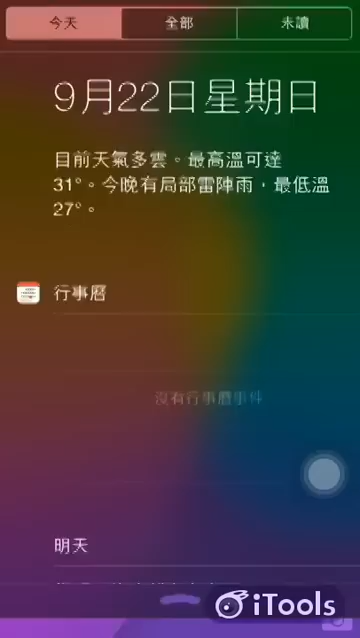 今天 全部 未讀
9月22日星期日
目前天氣多雲。最高溫可達
31°。今晚有局部雷陣雨，最低溫
27°。
行事曆
沒有行事曆事件
明天
iTools